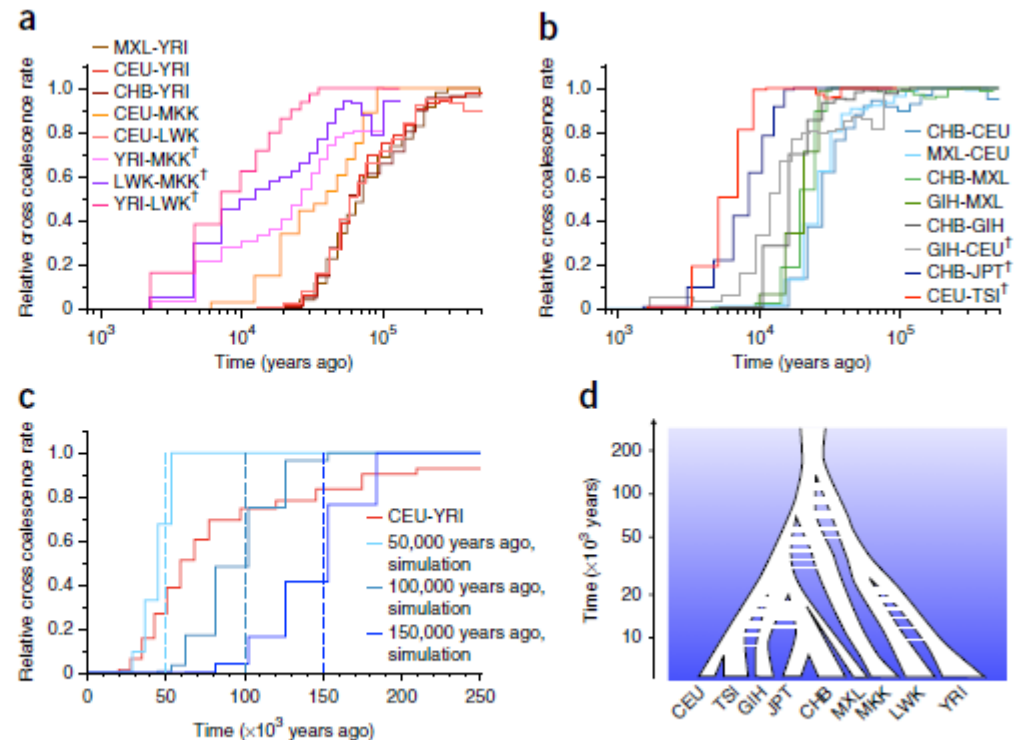 a
MXL-YRI
CEU-YRI
CHB-YRI
CEU-MKK
CEU-LWK
YRI-MKK†
LWK-MKK†
YRI-LWK†
Relative cross coalescence rate
1.0
0.8
0.6
0.4
0.2
0
10³ 10⁴ 10⁵
Time (years ago)
b
CHB-CEU
MXL-CEU
CHB-MXL
GIH-MXL
CHB-GIH
GIH-CEU†
CHB-JPT†
CEU-TSI†
Relative cross coalescence rate
1.0
0.8
0.6
0.4
0.2
0
10³ 10⁴ 10⁵
Time (years ago)
c
Relative cross coalescence rate
1.0
0.8
0.6
0.4
0.2
0
CEU-YRI
50,000 years ago,
simulation
100,000 years ago,
simulation
150,000 years ago,
simulation
0 50 100 150 200 250
Time (×10³ years ago)
d
Time (×10³ years)
200
100
50
20
10
CEU TSI GIH JPT CHB MXL MKK LWK YRI